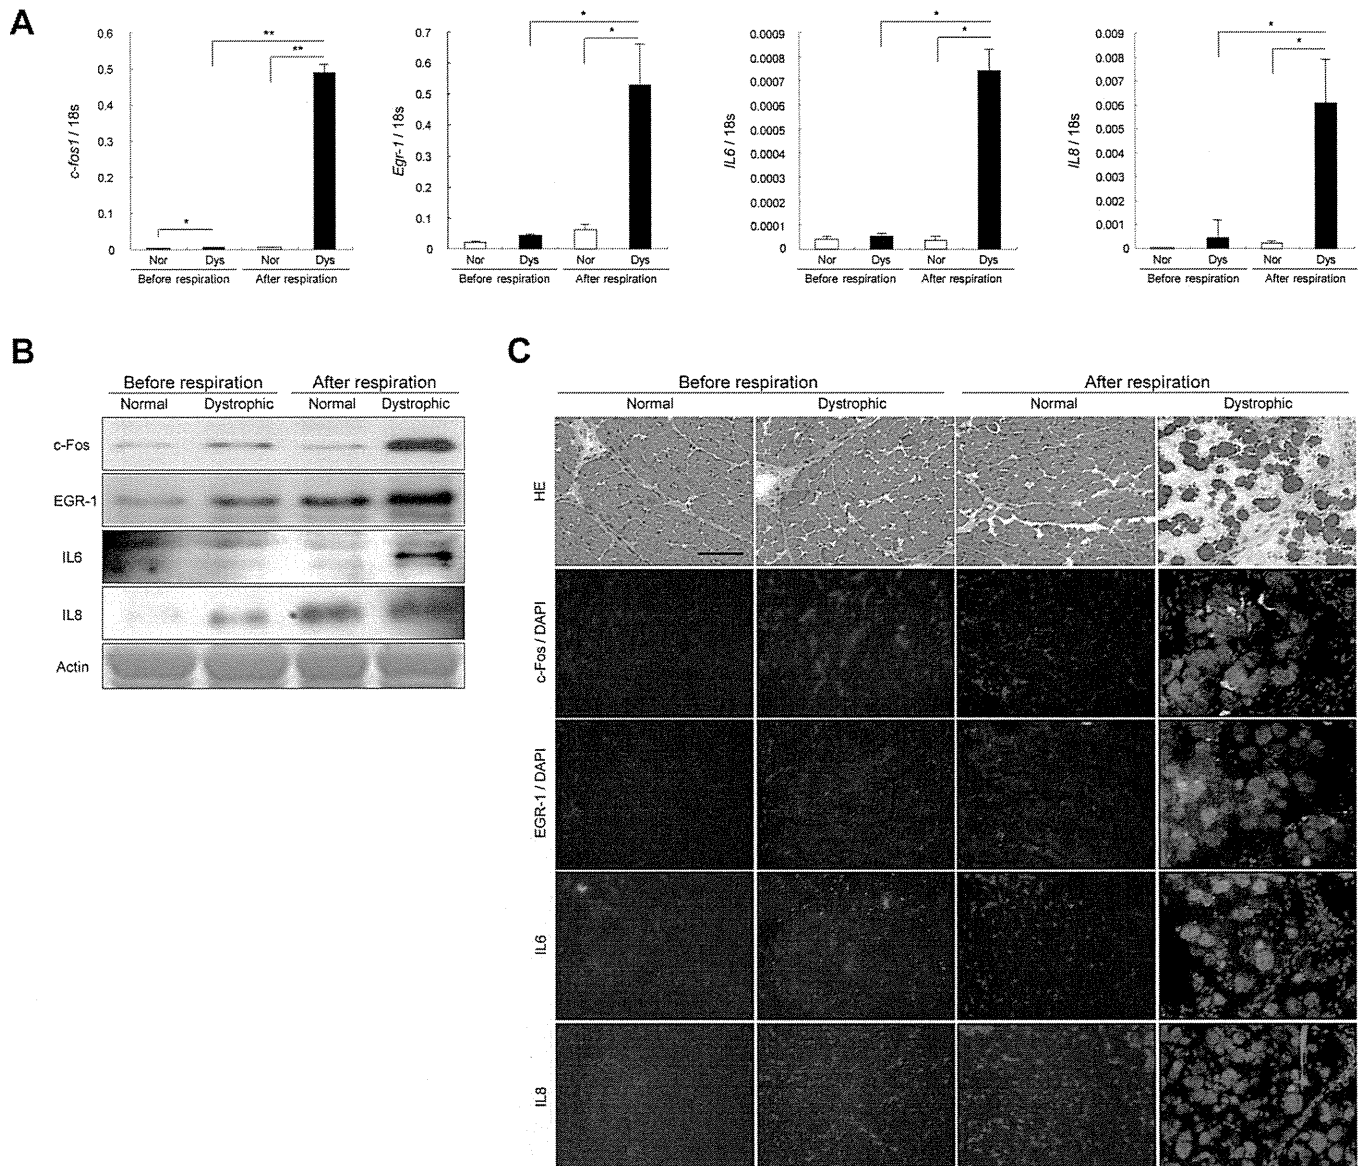 A
c-fos1 / 18s
0.6
0.5
0.4
0.3
0.2
0.1
0
*
**
**
Nor Dys Nor Dys
Before respiration After respiration
Egr-1 / 18s
0.7
0.6
0.5
0.4
0.3
0.2
0.1
0
*
*
Nor Dys Nor Dys
Before respiration After respiration
IL6 / 18s
0.0009
0.0008
0.0007
0.0006
0.0005
0.0004
0.0003
0.0002
0.0001
0
*
*
Nor Dys Nor Dys
Before respiration After respiration
IL8 / 18s
0.009
0.008
0.007
0.006
0.005
0.004
0.003
0.002
0.001
0
*
*
Nor Dys Nor Dys
Before respiration After respiration
B
Before respiration After respiration
Normal Dystrophic Normal Dystrophic
c-Fos
EGR-1
IL6
IL8
Actin
C
Before respiration After respiration
Normal Dystrophic Normal Dystrophic
HE
c-Fos / DAPI
EGR-1 / DAPI
IL6
IL8